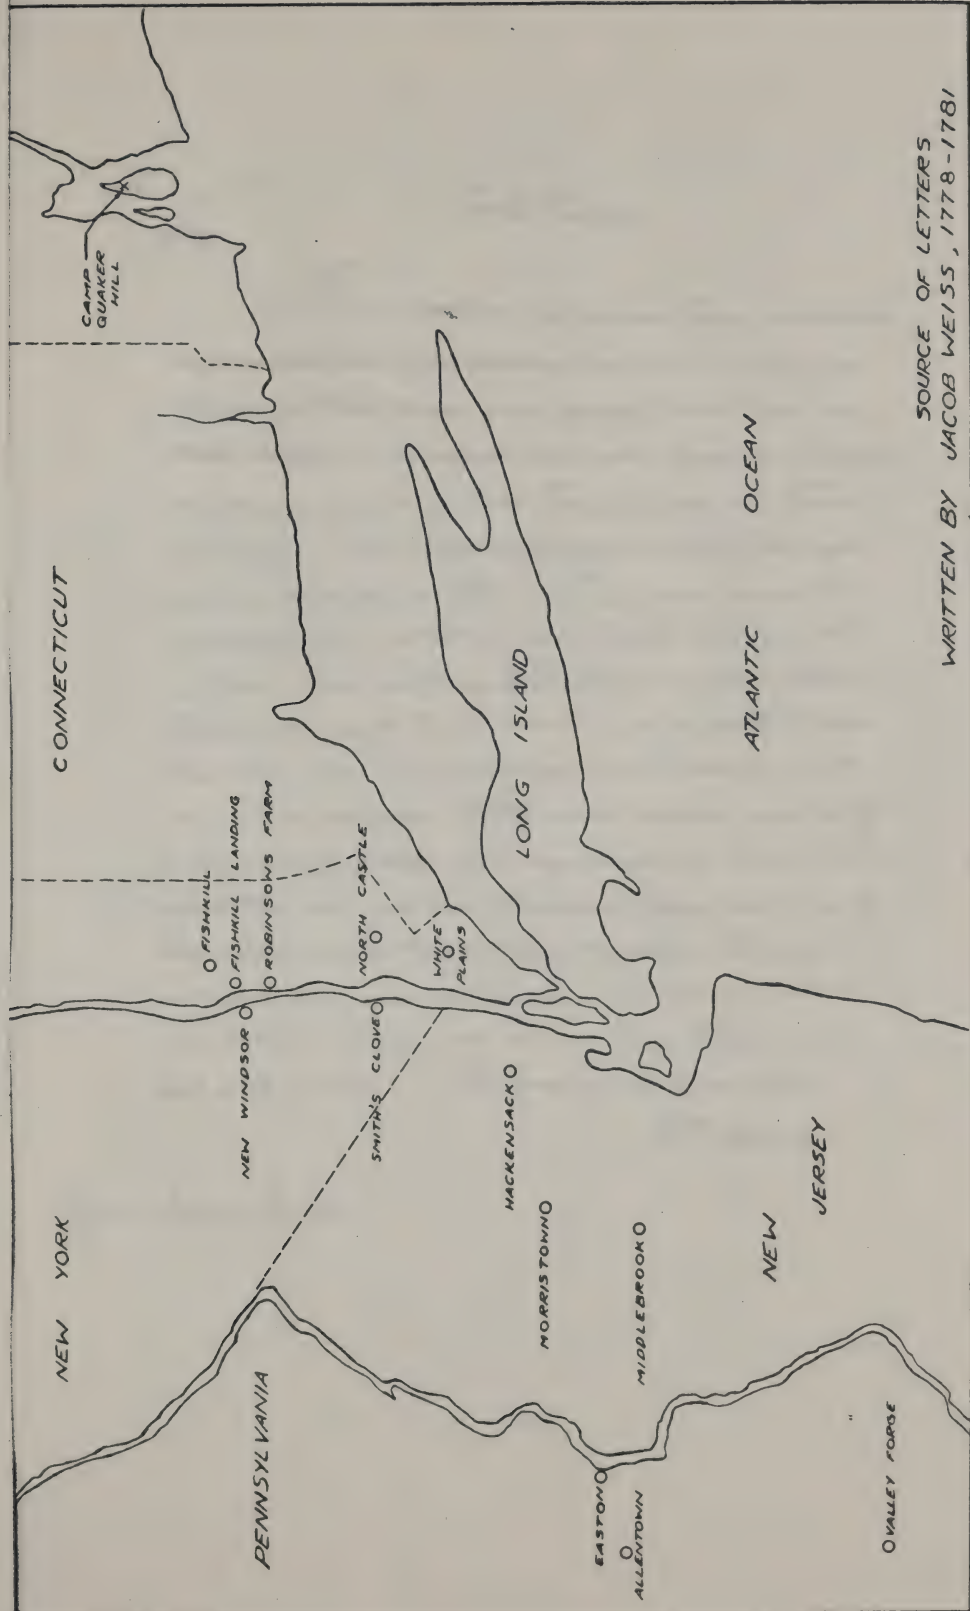 NEW YORK
CONNECTICUT
CAMP
QUAKER
HILL
PENNSYLVANIA
FISHKILL
FISHKILL LANDING
ROBINSONS FARM
NEW WINDSOR
NORTH CASTLE
SMITH'S CLOVE
WHITE
PLAINS
HACKENSACK
MORRISTOWN
MIDDLEBROOK
EASTON
ALLENTOWN
VALLEY FORGE
NEW
JERSEY
LONG ISLAND
ATLANTIC OCEAN
SOURCE OF LETTERS
WRITTEN BY JACOB WEISS, 1778-1781